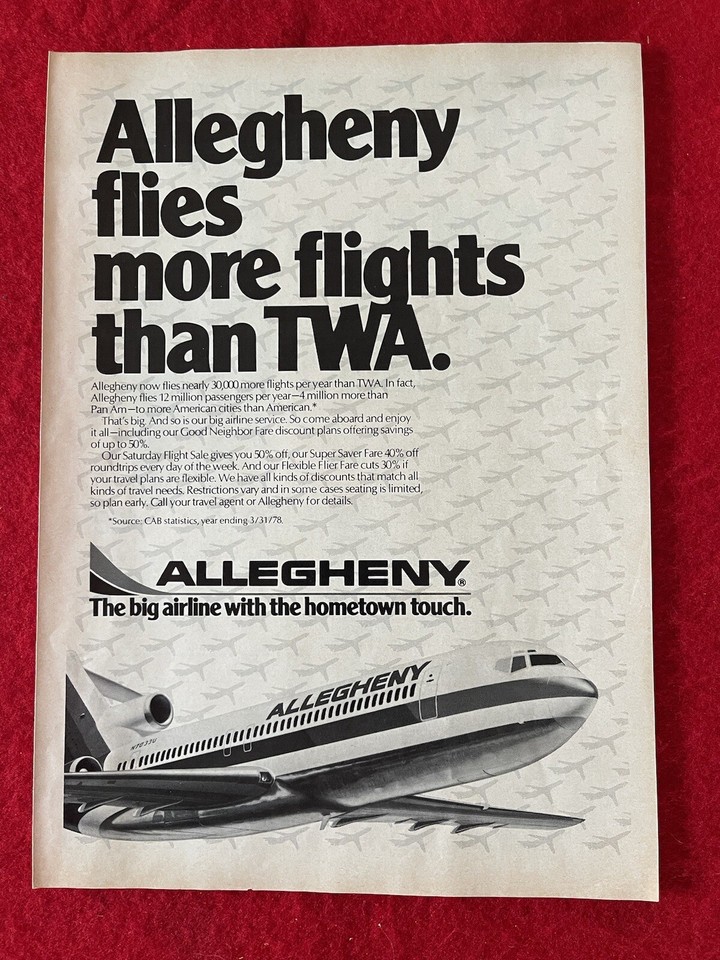 Allegheny
flies
more flights
than TWA.
Allegheny now flies nearly 30,000 more flights per year than TWA. In fact,
Allegheny flies 12 million passengers per year—4 million more than
Pan Am—to more American cities than American.*
That's big. And so is our big airline service. So come aboard and enjoy
it all—including our Good Neighbor Fare discount plans offering savings
of up to 50%.
Our Saturday Flight Sale gives you 50% off, our Super Saver Fare 40% off
roundtrips every day of the week. And our Flexible Flier Fare cuts 30% if
your travel plans are flexible. We have all kinds of discounts that match all
kinds of travel needs. Restrictions vary and in some cases seating is limited,
so plan early. Call your travel agent or Allegheny for details.
*Source: CAB statistics, year ending 3/31/78.
ALLEGHENY®
The big airline with the hometown touch.
ALLEGHENY
N7033U